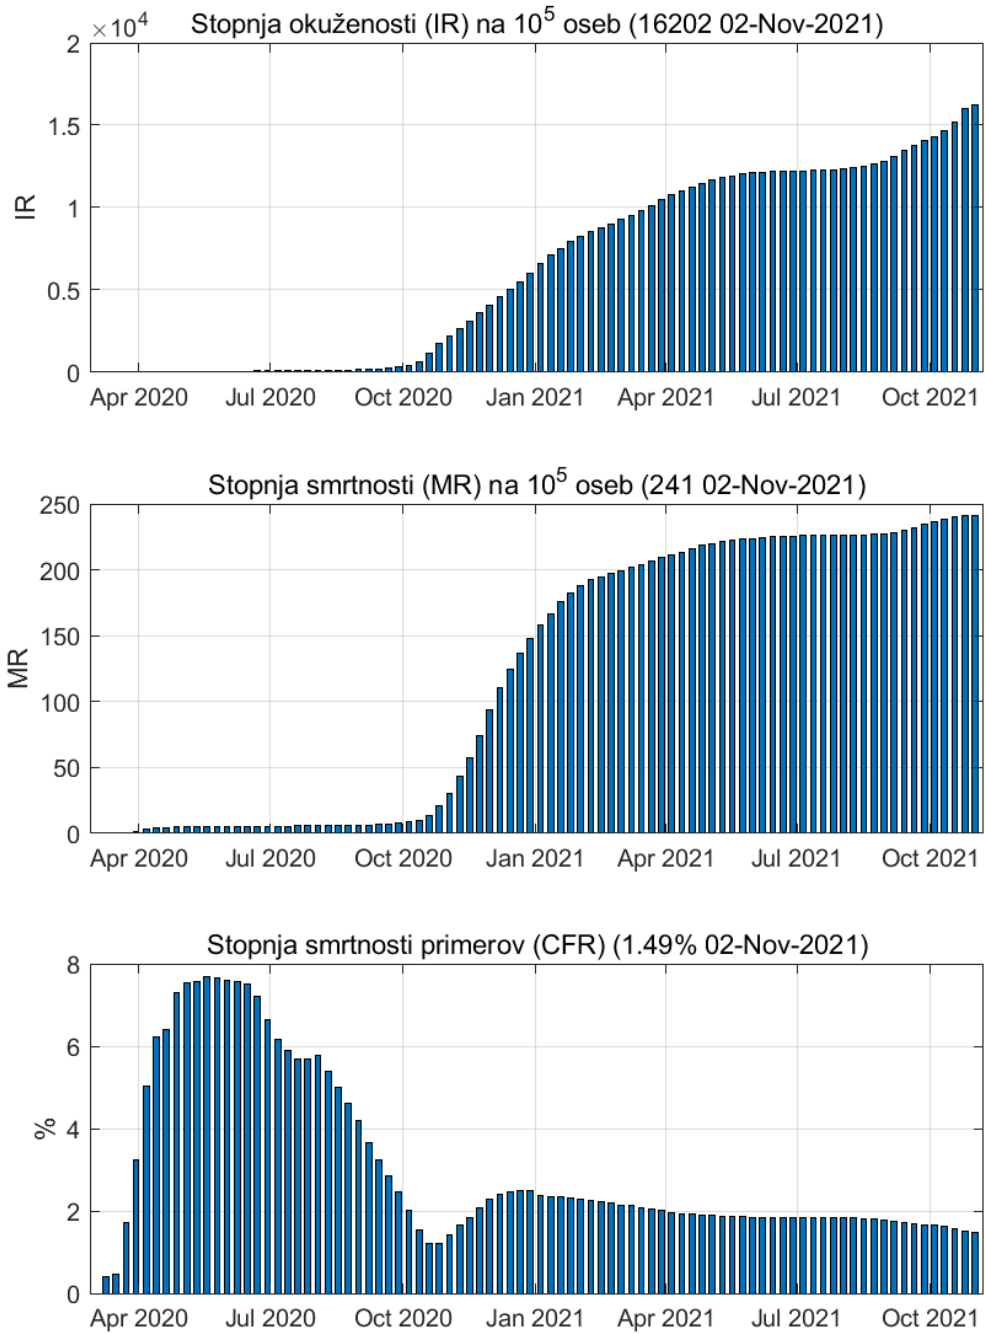 Stopnja okuženosti (IR) na 10^5 oseb (16202 02-Nov-2021)
×10^4
2
1.5
1
0.5
0
IR
Apr 2020 Jul 2020 Oct 2020 Jan 2021 Apr 2021 Jul 2021 Oct 2021
Stopnja smrtnosti (MR) na 10^5 oseb (241 02-Nov-2021)
250
200
150
100
50
0
MR
Apr 2020 Jul 2020 Oct 2020 Jan 2021 Apr 2021 Jul 2021 Oct 2021
Stopnja smrtnosti primerov (CFR) (1.49% 02-Nov-2021)
8
6
4
2
0
%
Apr 2020 Jul 2020 Oct 2020 Jan 2021 Apr 2021 Jul 2021 Oct 2021